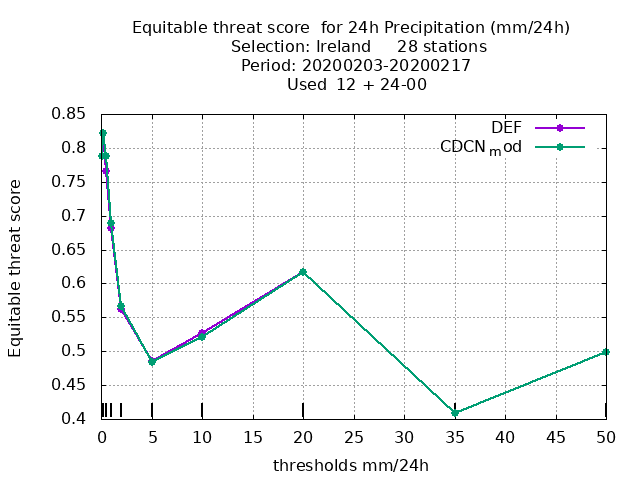 Equitable threat score  for 24h Precipitation (mm/24h)
Selection: Ireland     28 stations
Period: 20200203-20200217
Used  12 + 24-00
DEF
CDCN mod
0.85
0.8
0.75
0.7
0.65
0.6
0.55
0.5
0.45
0.4
Equitable threat score
0 5 10 15 20 25 30 35 40 45 50
thresholds mm/24h